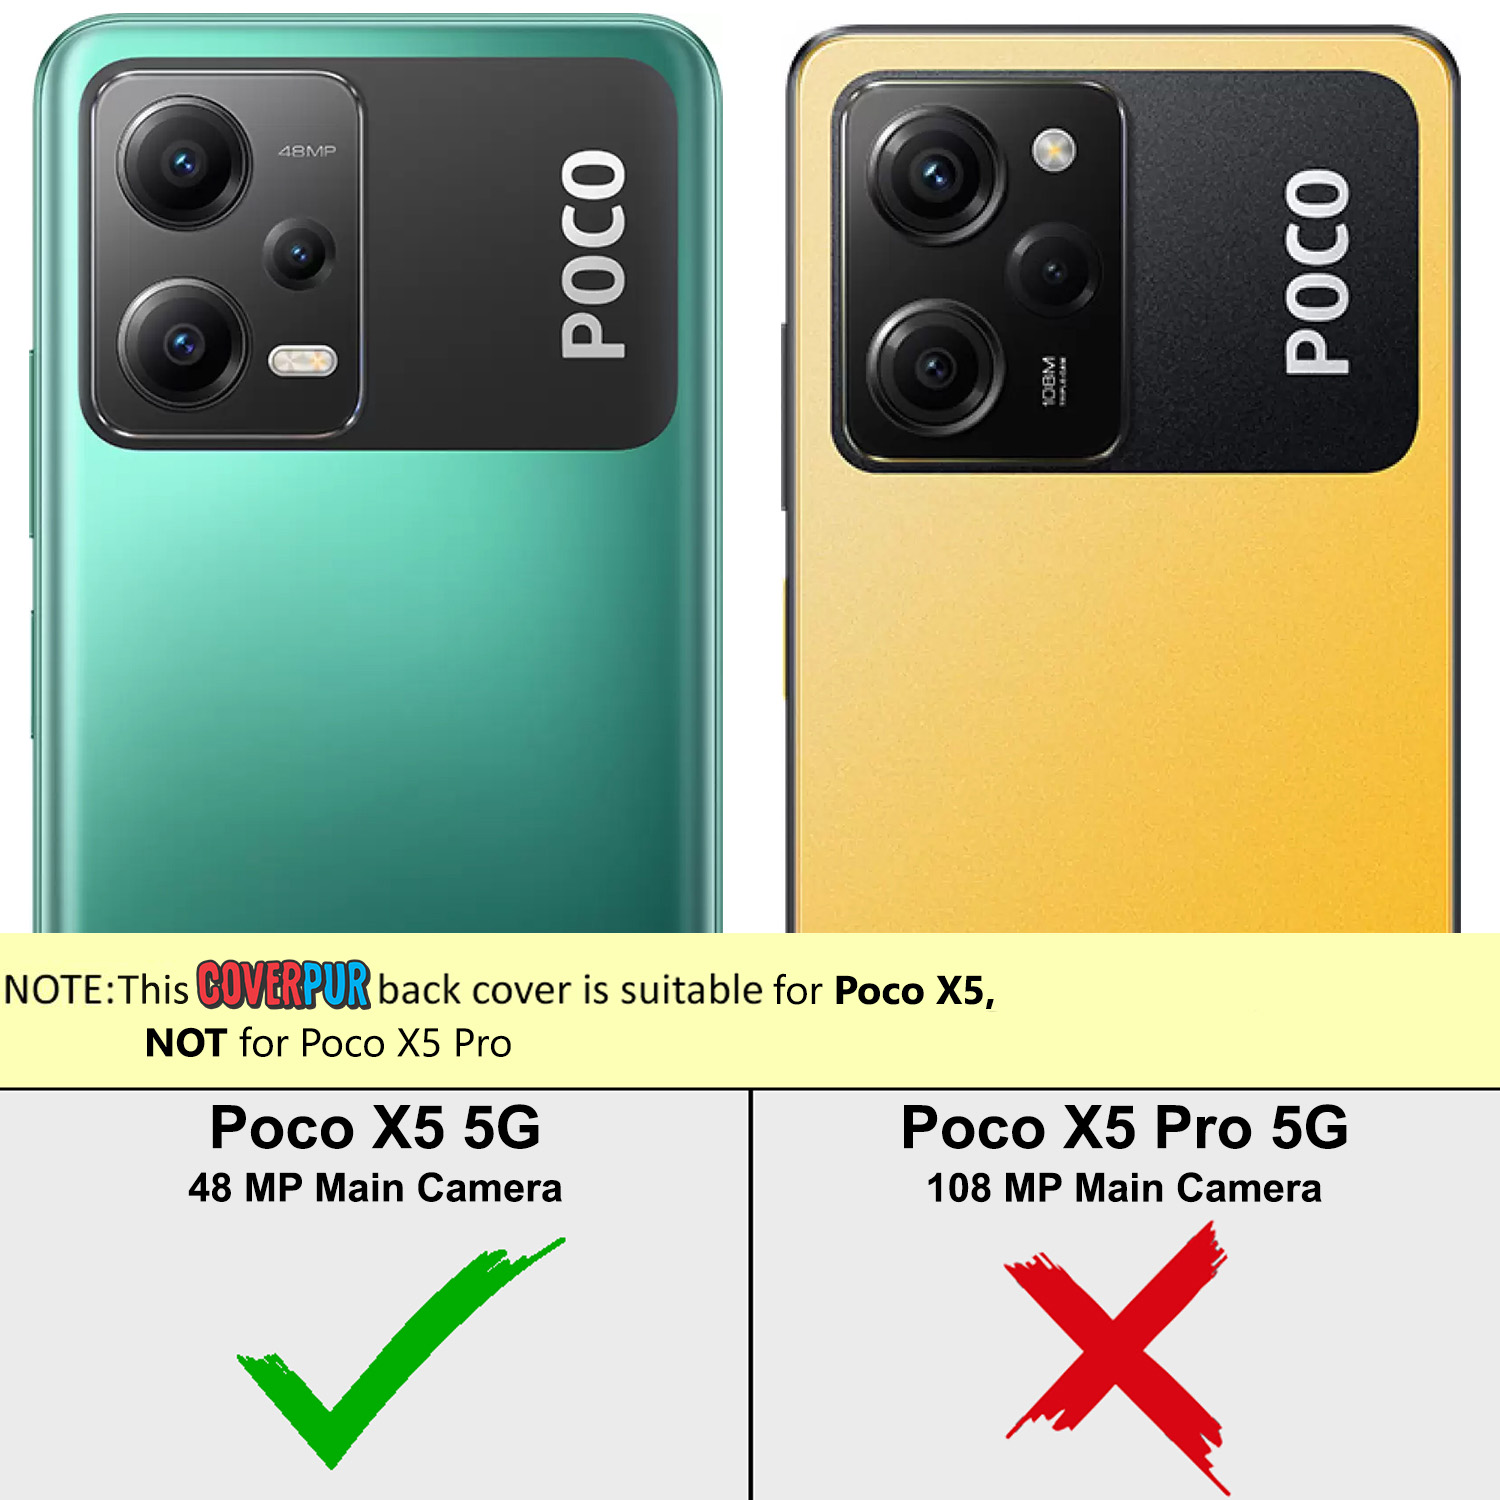 48MP
POCO
108M
POCO
NOTE: This COVERPUR back cover is suitable for Poco X5,
NOT for Poco X5 Pro
Poco X5 5G
48 MP Main Camera
Poco X5 Pro 5G
108 MP Main Camera